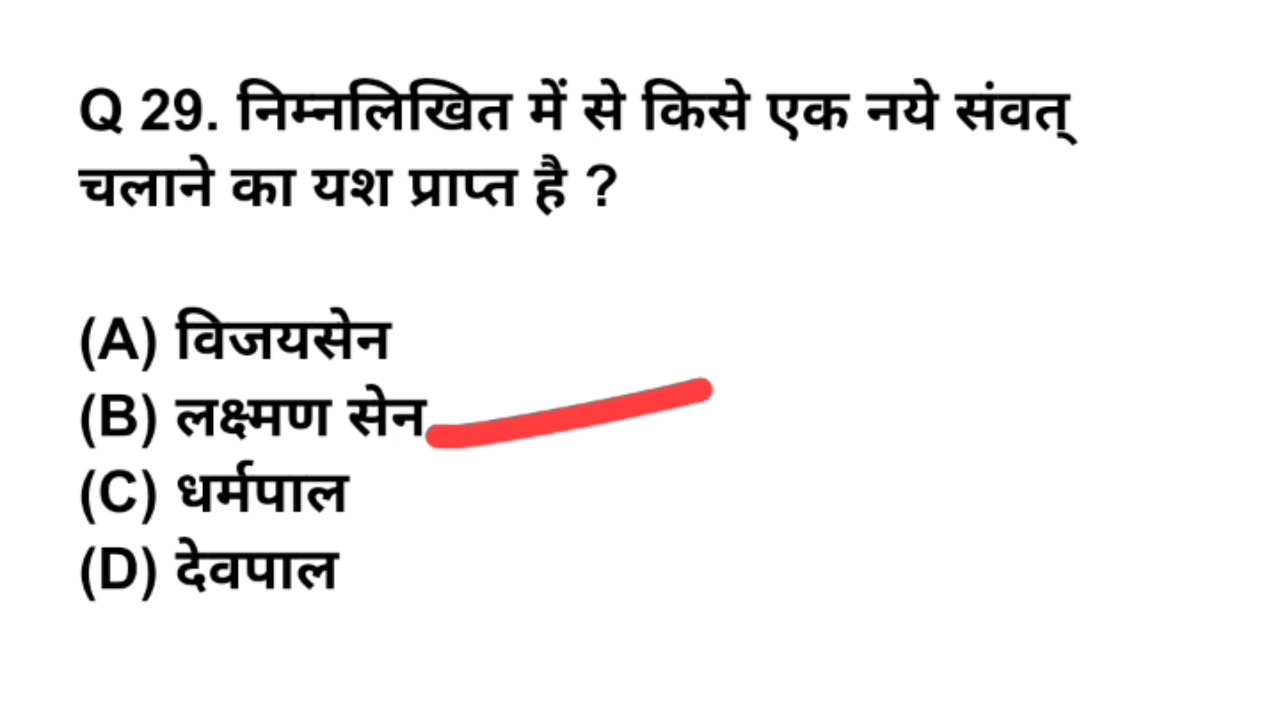 Q 29. निम्नलिखित में से किसे एक नये संवत्
चलाने का यश प्राप्त है ?
(A) विजयसेन
(B) लक्ष्मण सेन
(C) धर्मपाल
(D) देवपाल